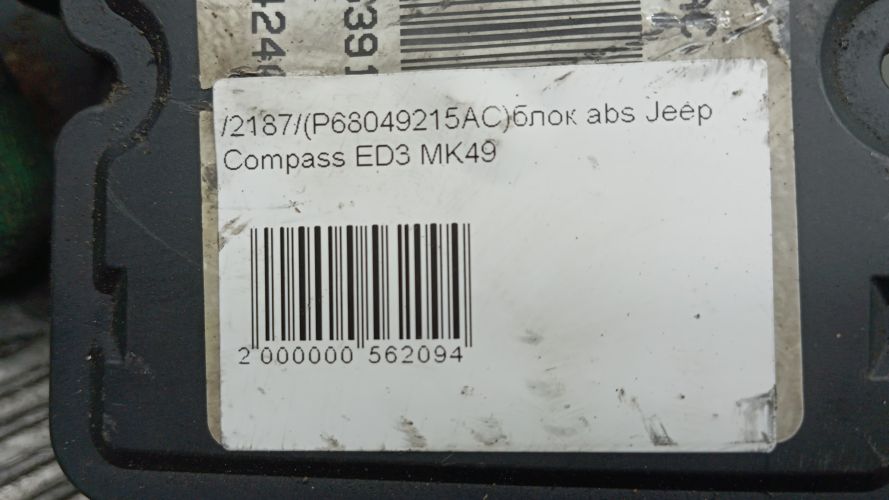 /2187/(P68049215AC)блок abs Jeep
Compass ED3 MK49
2 000000 562094